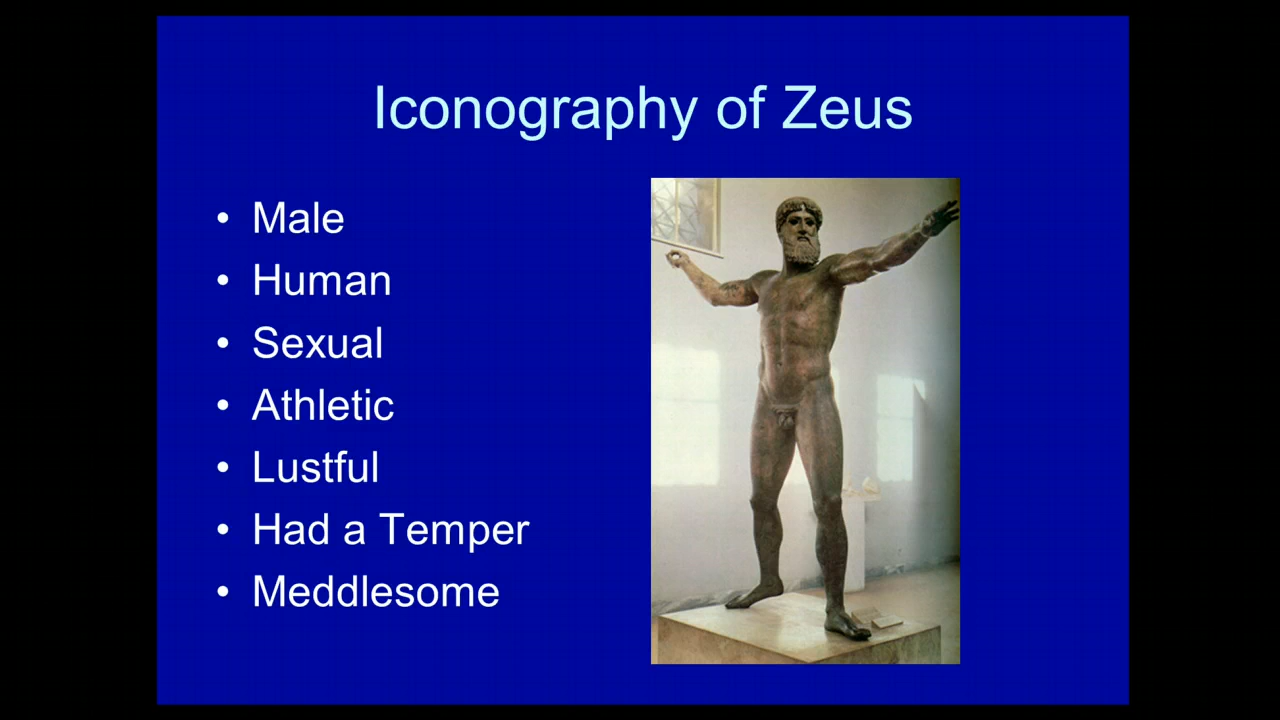 Iconography of Zeus
• Male
• Human
• Sexual
• Athletic
• Lustful
• Had a Temper
• Meddlesome